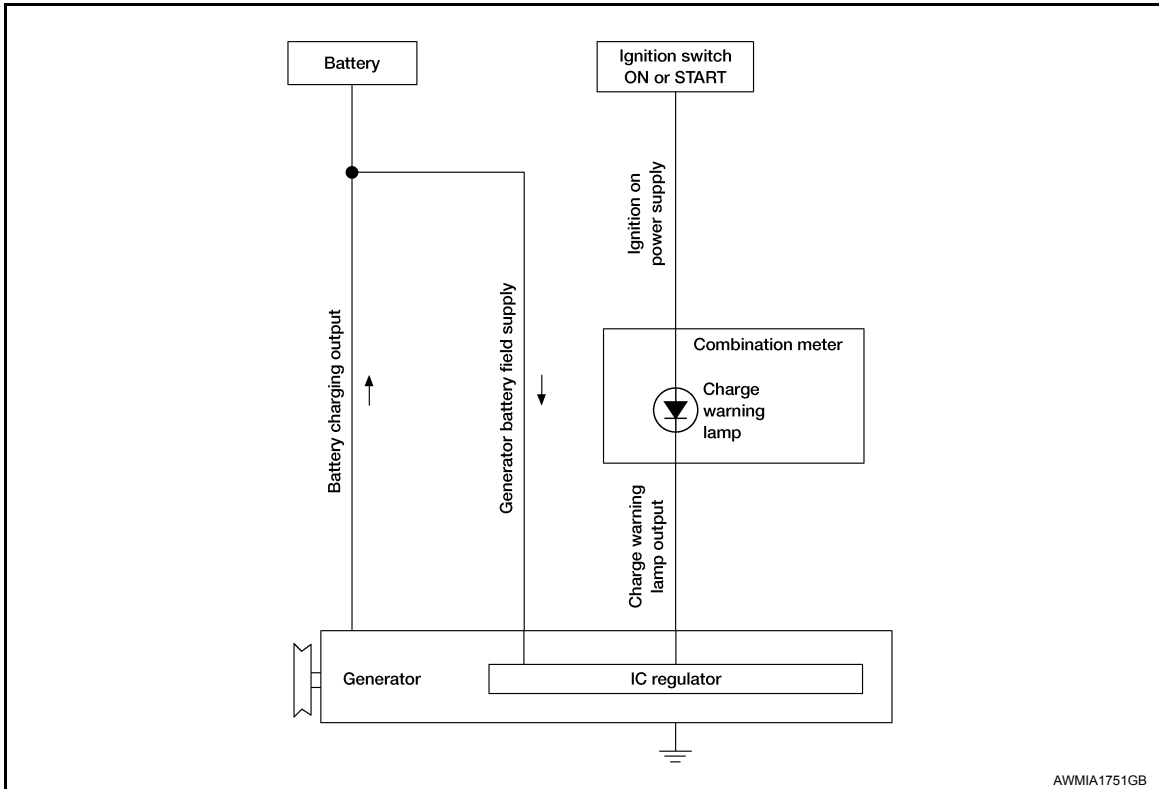 Battery
Ignition switch
ON or START
Ignition on
power supply
Battery charging output
Generator battery field supply
Combination meter
Charge
warning
lamp
Charge warning
lamp output
Generator
IC regulator
AWMIA1751GB